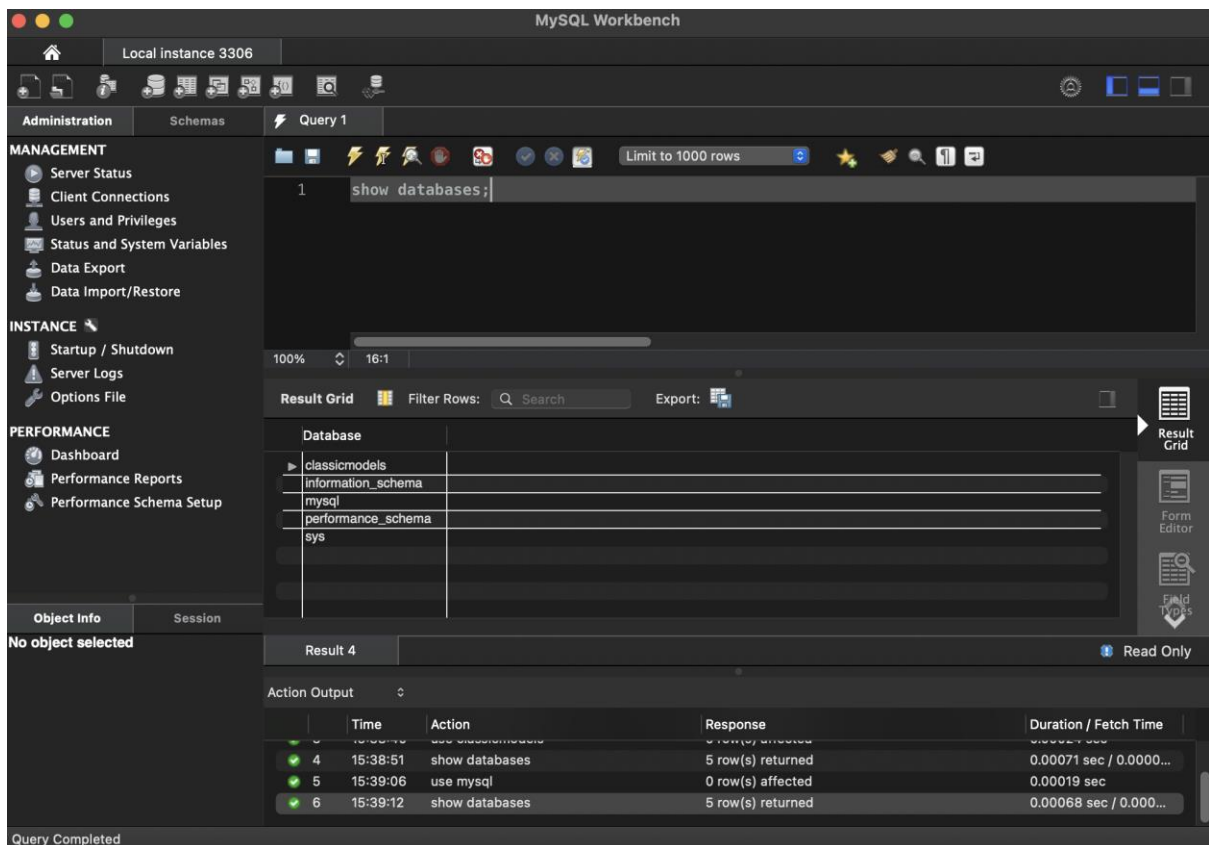 MySQL Workbench
Local instance 3306
Administration
Schemas
Query 1
MANAGEMENT
Server Status
Client Connections
Users and Privileges
Status and System Variables
Data Export
Data Import/Restore
INSTANCE
Startup / Shutdown
Server Logs
Options File
PERFORMANCE
Dashboard
Performance Reports
Performance Schema Setup
Object Info
Session
No object selected
Limit to 1000 rows
1 show databases;
100% 16:1
Result Grid Filter Rows: Search Export:
Database
classicmodels
information_schema
mysql
performance_schema
sys
Result Grid
Form Editor
Field Types
Result 4
Read Only
Action Output
Time Action Response Duration / Fetch Time
4 15:38:51 show databases 5 row(s) returned 0.00071 sec / 0.0000...
5 15:39:06 use mysql 0 row(s) affected 0.00019 sec
6 15:39:12 show databases 5 row(s) returned 0.00068 sec / 0.000...
Query Completed